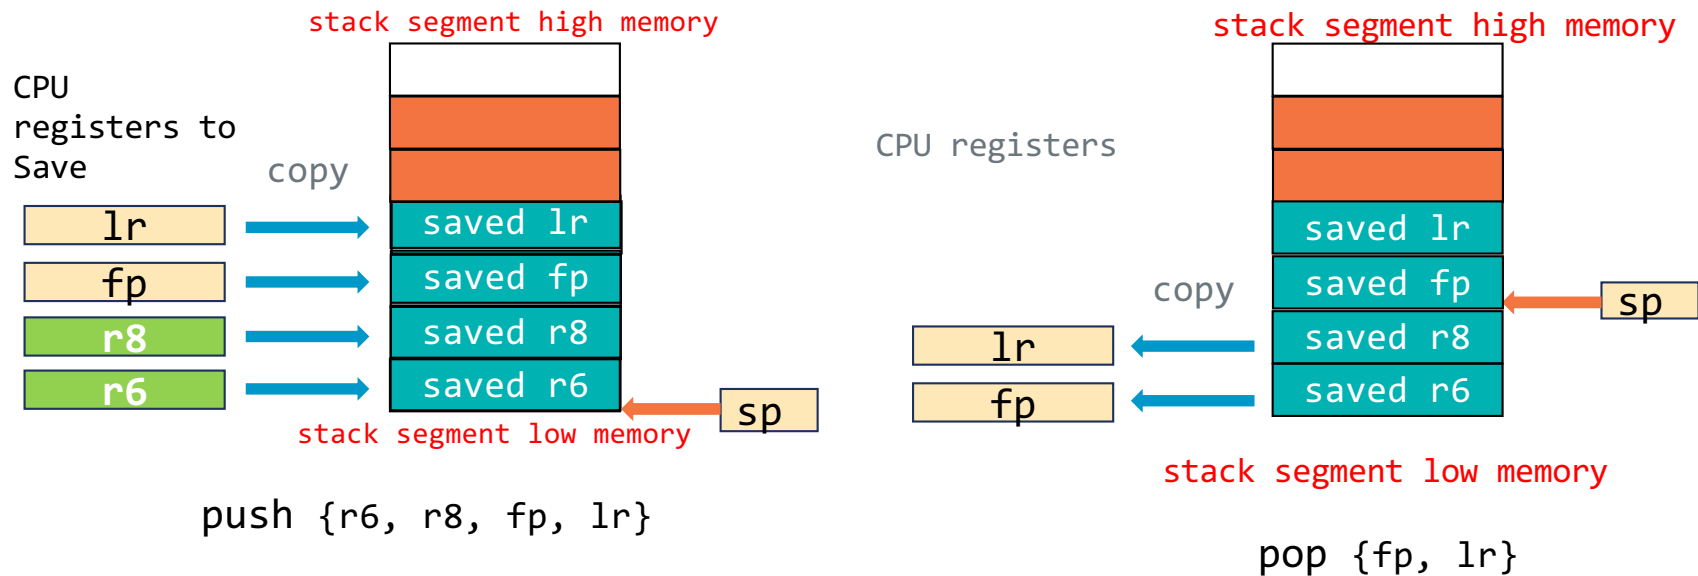 stack segment high memory
CPU
registers to
Save
copy
lr
fp
r8
r6
saved lr
saved fp
saved r8
saved r6
sp
stack segment low memory
push {r6, r8, fp, lr}
stack segment high memory
CPU registers
copy
lr
fp
saved lr
saved fp
saved r8
saved r6
sp
stack segment low memory
pop {fp, lr}